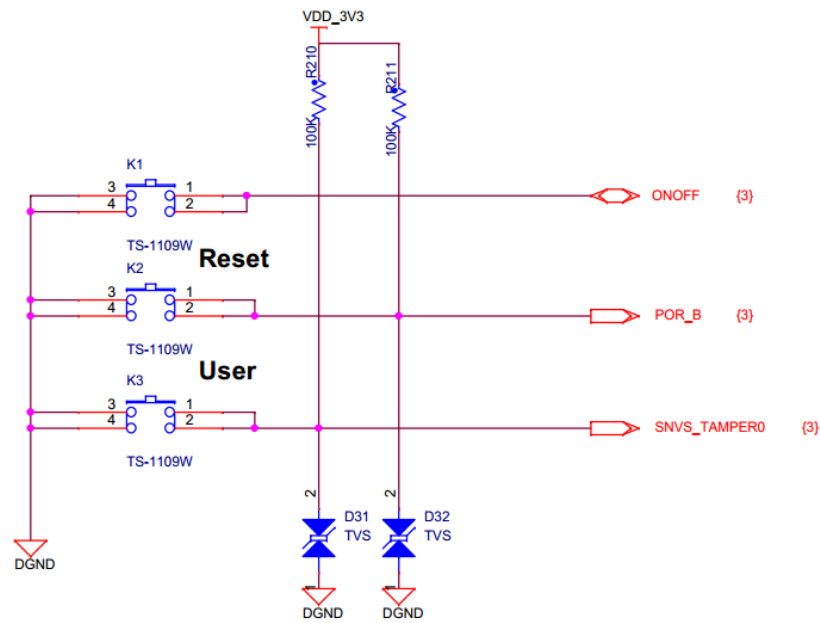 VDD_3V3
R210
100K
R211
100K
K1
3
4
1
2
ONOFF {3}
TS-1109W
Reset
K2
3
4
1
2
POR_B {3}
TS-1109W
User
K3
3
4
1
2
SNVS_TAMPER0 {3}
TS-1109W
2
D31
TVS
1
2
D32
TVS
1
DGND
DGND
DGND